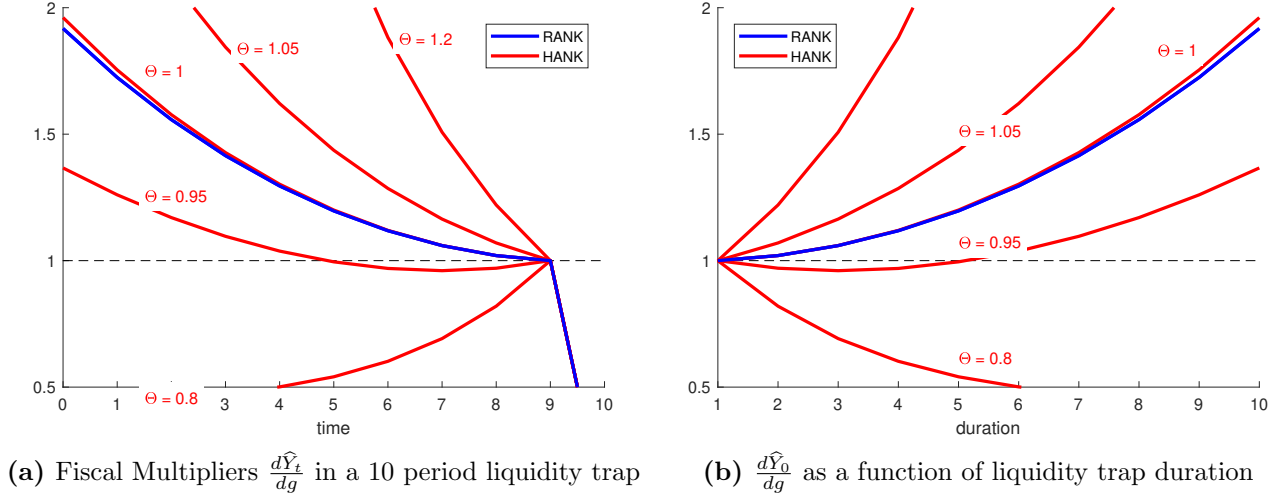 2
1.5
1
0.5
0
1
2
3
4
5
6
7
8
9
10
time
Θ = 1
Θ = 1.05
Θ = 1.2
Θ = 0.95
Θ = 0.8
RANK
HANK
2
1.5
1
0.5
1
2
3
4
5
6
7
8
9
10
duration
RANK
HANK
Θ = 1
Θ = 1.05
Θ = 0.95
Θ = 0.8
(a) Fiscal Multipliers dŶt/dg in a 10 period liquidity trap
(b) dŶ0/dg as a function of liquidity trap duration